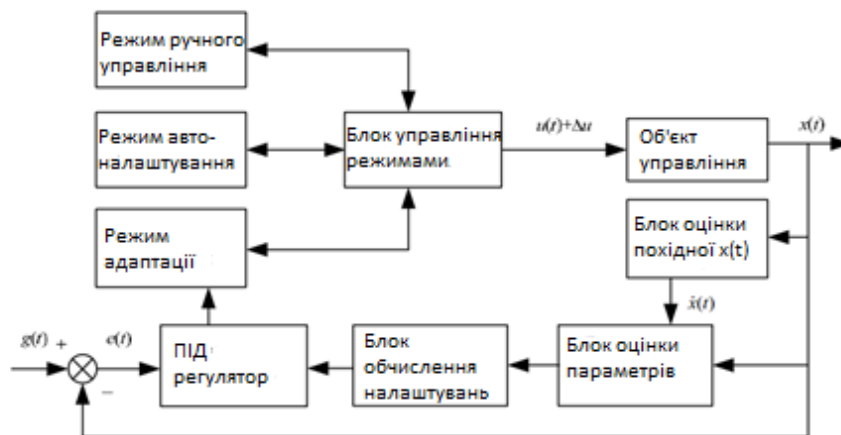 Режим ручного
управління
Режим авто-
налаштування
Блок управління
режимами
u(t)+Δu
Об'єкт
управління
x(t)
Режим
адаптації
Блок оцінки
похідної x(t)
ẋ(t)
g(t)
+
e(t)
−
ПІД
регулятор
Блок
обчислення
налаштувань
Блок оцінки
параметрів